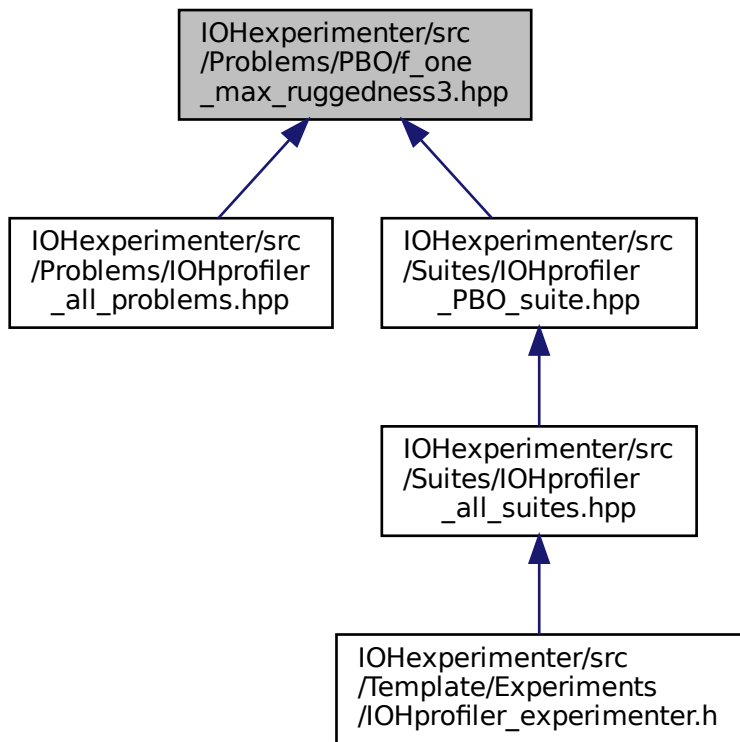 IOHexperimenter/src
/Problems/PBO/f_one
_max_ruggedness3.hpp
IOHexperimenter/src
/Problems/IOHprofiler
_all_problems.hpp
IOHexperimenter/src
/Suites/IOHprofiler
_PBO_suite.hpp
IOHexperimenter/src
/Suites/IOHprofiler
_all_suites.hpp
IOHexperimenter/src
/Template/Experiments
/IOHprofiler_experimenter.h